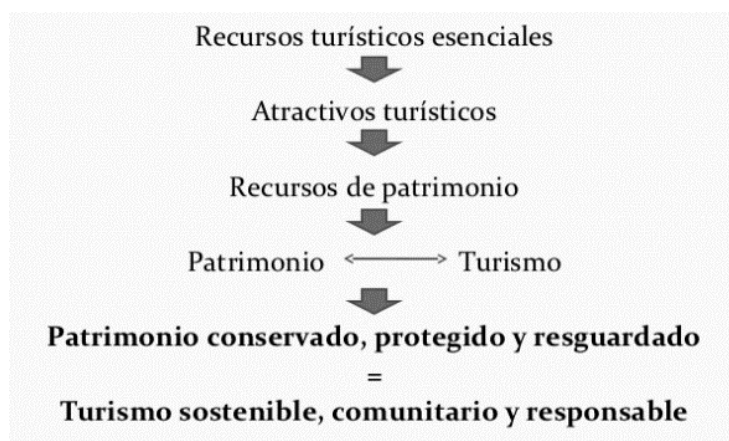 Recursos turísticos esenciales
Atractivos turísticos
Recursos de patrimonio
Patrimonio Turismo
Patrimonio conservado, protegido y resguardado
=
Turismo sostenible, comunitario y responsable